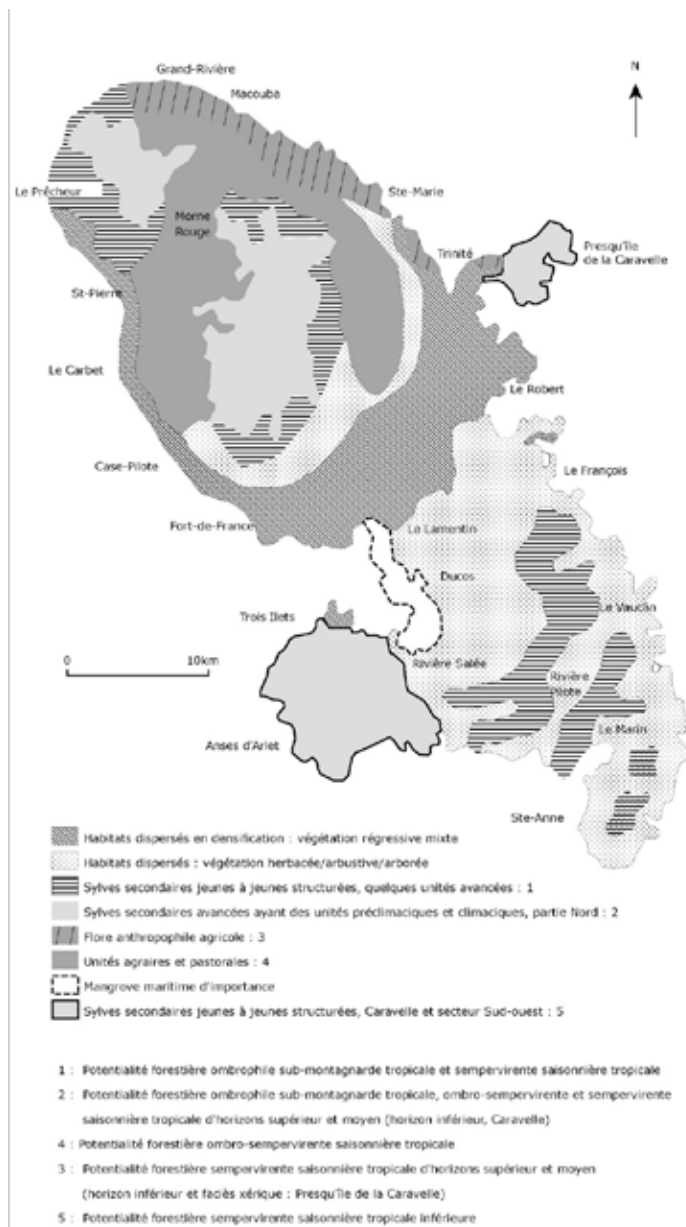 Grand-Rivière
N
Macouba
Le Prêcheur
Ste-Marie
Morne
Rouge
Trinité
Presqu'île
de la Caravelle
St-Pierre
Le Carbet
Le Robert
Case-Pilote
Le François
Fort-de-France
Le Lamentin
Ducos
Trois Ilets
Le Vauclin
0 10km
Rivière Salée
Rivière
Pilote
Le Marin
Anses d'Arlet
Ste-Anne
Habitats dispersés en densification : végétation régressive mixte
Habitats dispersés : végétation herbacée/arbustive/arborée
Sylves secondaires jeunes à jeunes structurées, quelques unités avancées : 1
Sylves secondaires avancées ayant des unités préclimaciques et climaciques, partie Nord : 2
Flore anthropophile agricole : 3
Unités agraires et pastorales : 4
Mangrove maritime d'importance
Sylves secondaires jeunes à jeunes structurées, Caravelle et secteur Sud-ouest : 5
1 : Potentialité forestière ombrophile sub-montagnarde tropicale et sempervirente saisonnière tropicale
2 : Potentialité forestière ombrophile sub-montagnarde tropicale, ombro-sempervirente et sempervirente
saisonnière tropicale d'horizons supérieur et moyen (horizon inférieur, Caravelle)
4 : Potentialité forestière ombro-sempervirente saisonnière tropicale
3 : Potentialité forestière sempervirente saisonnière tropicale d'horizons supérieur et moyen
(horizon inférieur et faciès xérique : Presqu'île de la Caravelle)
5 : Potentialité forestière sempervirente saisonnière tropicale inférieure